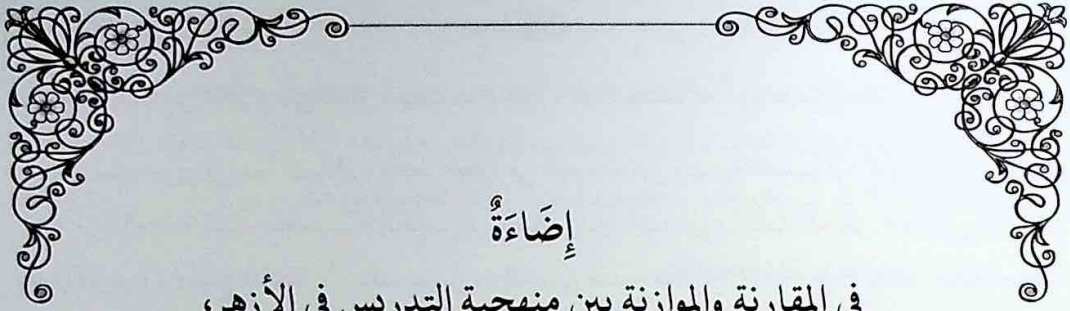 إِضَاءَةٌ
في المقارنة والموازنة بين منهجية التدريس في الأزهر،